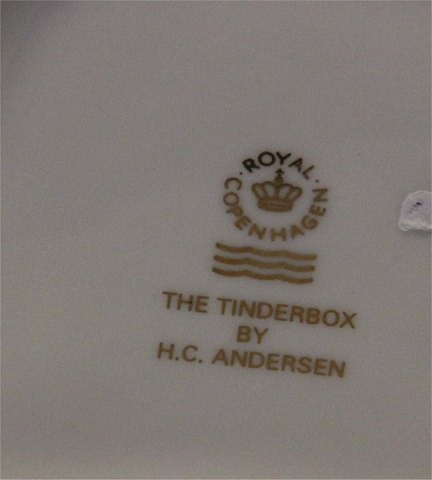 ROYAL
COPENHAGEN
THE TINDERBOX
BY
H.C. ANDERSEN